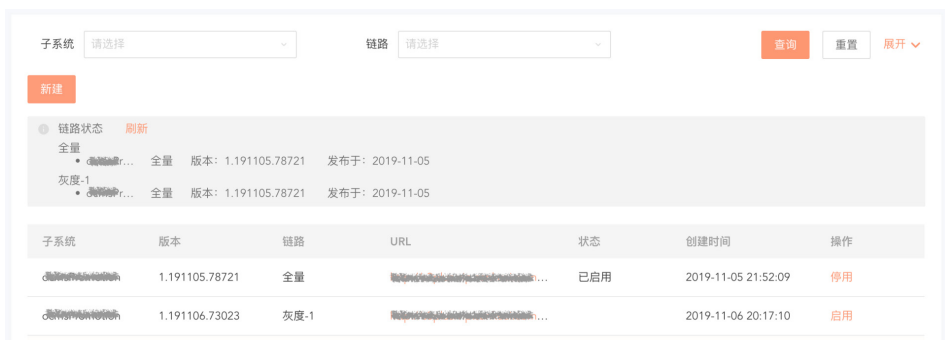 子系统 请选择 链路 请选择 查询 重置 展开
新建
链路状态 刷新
全量
全量 版本：1.191105.78721 发布于：2019-11-05
灰度-1
全量 版本：1.191105.78721 发布于：2019-11-05
子系统 版本 链路 URL 状态 创建时间 操作
1.191105.78721 全量 已启用 2019-11-05 21:52:09 停用
1.191106.73023 灰度-1 2019-11-06 20:17:10 启用